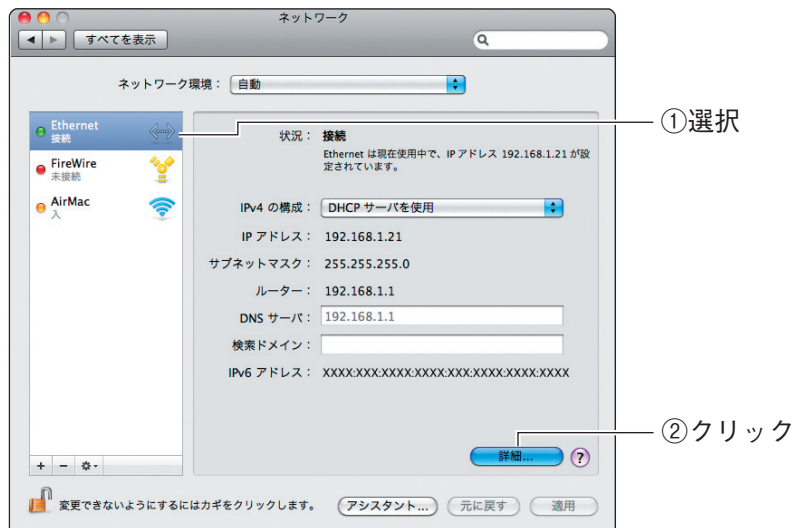 ネットワーク
すべてを表示
ネットワーク環境： 自動
Ethernet
接続
FireWire
未接続
AirMac
入
状況： 接続
Ethernet は現在使用中で、IP アドレス 192.168.1.21 が設
定されています。
IPv4 の構成： DHCP サーバを使用
IP アドレス： 192.168.1.21
サブネットマスク： 255.255.255.0
ルーター： 192.168.1.1
DNS サーバ： 192.168.1.1
検索ドメイン：
IPv6 アドレス： XXXX:XXX:XXXX:XXXX:XXX:XXXX:XXXX:XXXX
詳細... ?
+ −
変更できないようにするにはカギをクリックします。 アシスタント... 元に戻す 適用
①選択
②クリック